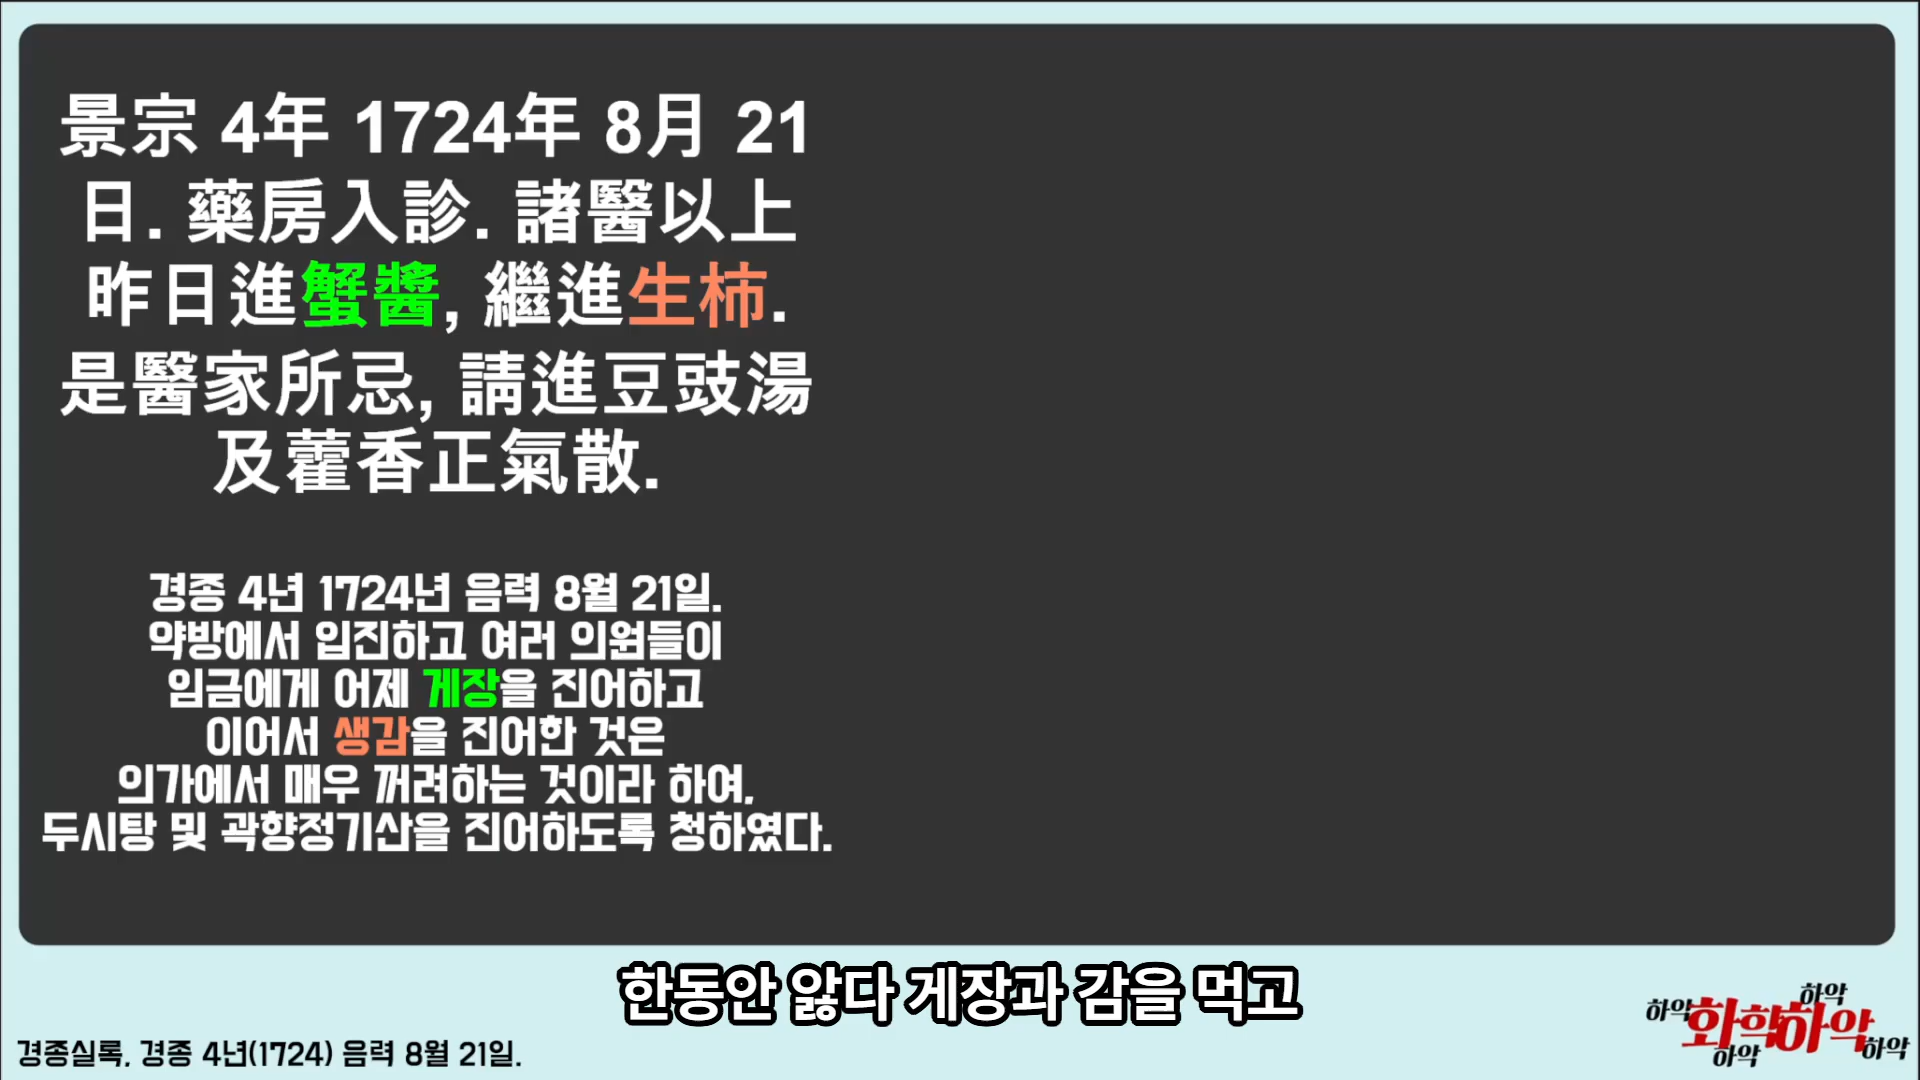 景宗 4年 1724年 8月 21
日. 藥房入診. 諸醫以上
昨日進蟹醬, 繼進生柿.
是醫家所忌, 請進豆豉湯
及藿香正氣散.
경종 4년 1724년 음력 8월 21일.
약방에서 입진하고 여러 의원들이
임금에게 어제 게장을 진어하고
이어서 생감을 진어한 것은
의가에서 매우 꺼려하는 것이라 하여,
두시탕 및 곽향정기산을 진어하도록 청하였다.
한동안 앓다 게장과 감을 먹고
경종실록, 경종 4년(1724) 음력 8월 21일.
하악
하악
화학하악
하악
하악